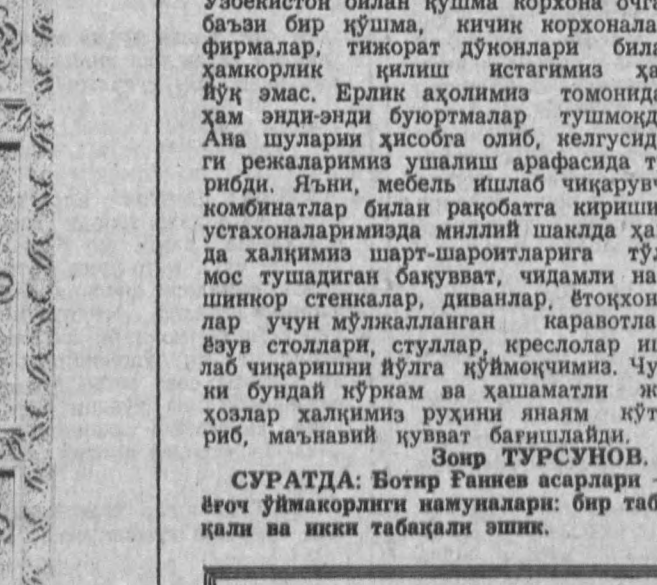 Ўзбекистон билан қўшма корхона очга
баъзи бир қўшма, кичик корхонала
фирмалар, тижорат дўконлари била
ҳамкорлик қилиш истагимиз ҳа
йўқ эмас. Ерлик аҳолимиз томонида
ҳам энди-энди буюртмалар тушмоқд
Ана шуларни ҳисобга олиб, келгусид
ги режаларимиз ушалиш арафасида т
рибди. Яъни, мебель ишлаб чиқарувч
комбинатлар билан рақобатга кириши
устахоналаримизда миллий шаклда ҳа
да халқимиз шарт-шароитларига тўл
мос тушадиган бақувват, чидамли на
шинкор стенкалар, диванлар, ётоқхон
лар учун мўлжалланган каравотла
ёзув столлари, стуллар, креслолар иш
лаб чиқаришни йўлга қўймоқчимиз. Чу
ки бундай кўркам ва ҳашаматли ж
ҳозлар халқимиз руҳини янаям кўт
риб, маънавий қувват бағишлайди.
Зоир ТУРСУНОВ.
СУРАТДА: Ботир Ғаниев асарлари -
ёғоч ўймакорлиги намуналари: бир таб
қали ва икки табақали эшик.